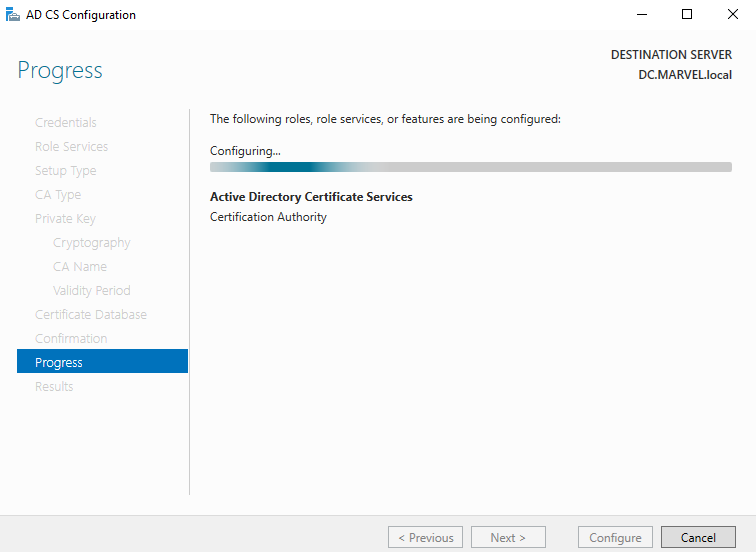 AD CS Configuration
Progress
DESTINATION SERVER
DC.MARVEL.local
Credentials
Role Services
Setup Type
CA Type
Private Key
Cryptography
CA Name
Validity Period
Certificate Database
Confirmation
Progress
Results
The following roles, role services, or features are being configured:
Configuring...
Active Directory Certificate Services
Certification Authority
< Previous
Next >
Configure
Cancel